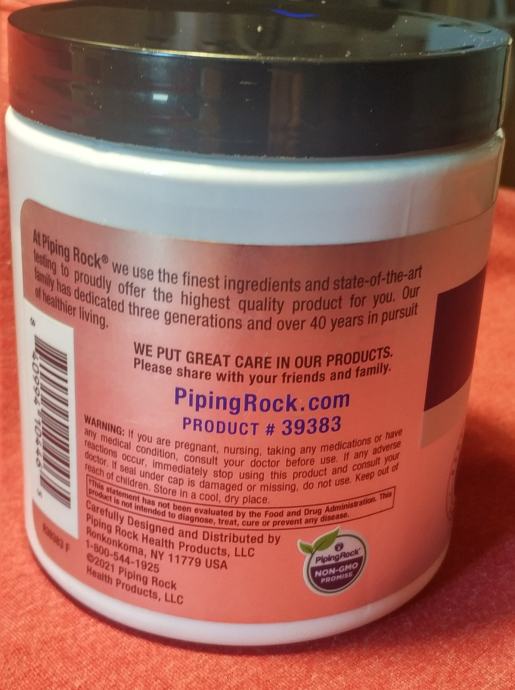 At Piping Rock® we use the finest ingredients and state-of-the-art
testing to proudly offer the highest quality product for you. Our
family has dedicated three generations and over 40 years in pursuit
of healthier living.
WE PUT GREAT CARE IN OUR PRODUCTS.
Please share with your friends and family.
PipingRock.com
PRODUCT # 39383
WARNING: If you are pregnant, nursing, taking any medications or have
any medical condition, consult your doctor before use. If any adverse
reactions occur, immediately stop using this product and consult your
doctor. If seal under cap is damaged or missing, do not use. Keep out of
reach of children. Store in a cool, dry place.
This statement has not been evaluated by the Food and Drug Administration. This
product is not intended to diagnose, treat, cure or prevent any disease.
Carefully Designed and Distributed by
Piping Rock Health Products, LLC
Ronkonkoma, NY 11779 USA
1-800-544-1925
©2021 Piping Rock
Health Products, LLC
PipingRock®
NON-GMO
PROMISE